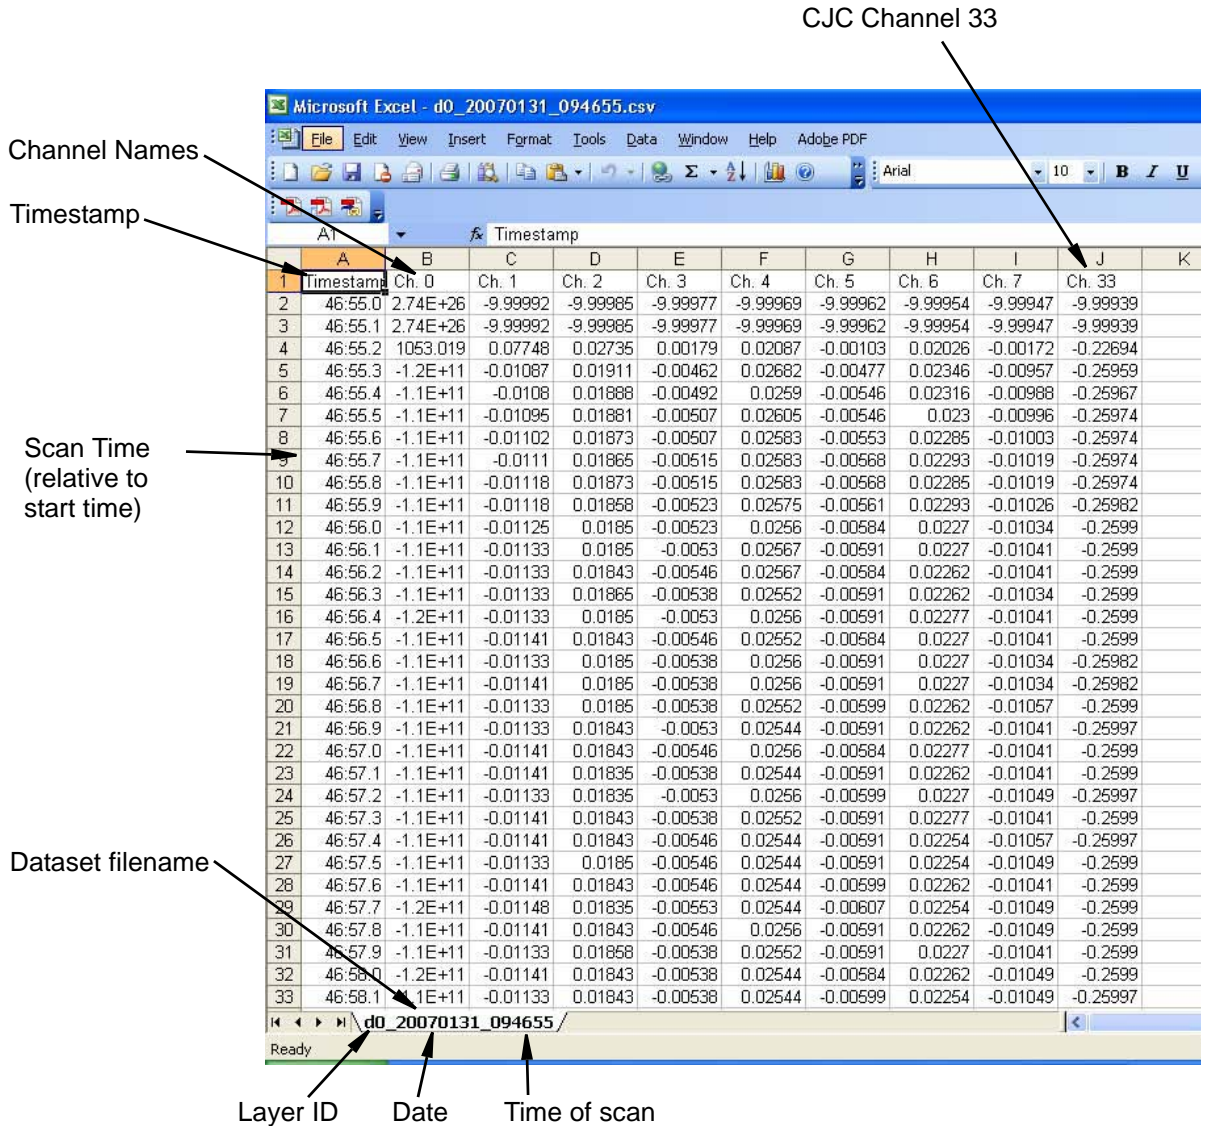 CJC Channel 33
Microsoft Excel - d0_20070131_094655.csv
File Edit View Insert Format Tools Data Window Help Adobe PDF
Channel Names
Arial 10 B I U
Timestamp
A1 fx Timestamp
A B C D E F G H I J K
1 Timestamp Ch. 0 Ch. 1 Ch. 2 Ch. 3 Ch. 4 Ch. 5 Ch. 6 Ch. 7 Ch. 33
2 46:55.0 2.74E+26 -9.99992 -9.99985 -9.99977 -9.99969 -9.99962 -9.99954 -9.99947 -9.99939
3 46:55.1 2.74E+26 -9.99992 -9.99985 -9.99977 -9.99969 -9.99962 -9.99954 -9.99947 -9.99939
4 46:55.2 1053.019 0.07748 0.02735 0.00179 0.02087 -0.00103 0.02026 -0.00172 -0.22694
5 46:55.3 -1.2E+11 -0.01087 0.01911 -0.00462 0.02682 -0.00477 0.02346 -0.00957 -0.25959
6 46:55.4 -1.1E+11 -0.0108 0.01888 -0.00492 0.0259 -0.00546 0.02316 -0.00988 -0.25967
7 46:55.5 -1.1E+11 -0.01095 0.01881 -0.00507 0.02605 -0.00546 0.023 -0.00996 -0.25974
8 46:55.6 -1.1E+11 -0.01102 0.01873 -0.00507 0.02583 -0.00553 0.02285 -0.01003 -0.25974
9 46:55.7 -1.1E+11 -0.0111 0.01865 -0.00515 0.02583 -0.00568 0.02293 -0.01019 -0.25974
10 46:55.8 -1.1E+11 -0.01118 0.01873 -0.00515 0.02583 -0.00568 0.02285 -0.01019 -0.25974
11 46:55.9 -1.1E+11 -0.01118 0.01858 -0.00523 0.02575 -0.00561 0.02293 -0.01026 -0.25982
12 46:56.0 -1.1E+11 -0.01125 0.0185 -0.00523 0.0256 -0.00584 0.0227 -0.01034 -0.2599
13 46:56.1 -1.1E+11 -0.01133 0.0185 -0.0053 0.02567 -0.00591 0.0227 -0.01041 -0.2599
14 46:56.2 -1.1E+11 -0.01133 0.01843 -0.00546 0.02567 -0.00584 0.02262 -0.01041 -0.2599
15 46:56.3 -1.1E+11 -0.01133 0.01865 -0.00538 0.02552 -0.00591 0.02262 -0.01034 -0.2599
16 46:56.4 -1.2E+11 -0.01133 0.0185 -0.0053 0.0256 -0.00591 0.02277 -0.01041 -0.2599
17 46:56.5 -1.1E+11 -0.01141 0.01843 -0.00546 0.02552 -0.00584 0.0227 -0.01041 -0.2599
18 46:56.6 -1.1E+11 -0.01133 0.0185 -0.00538 0.0256 -0.00591 0.0227 -0.01034 -0.25982
19 46:56.7 -1.1E+11 -0.01141 0.0185 -0.00538 0.0256 -0.00591 0.0227 -0.01034 -0.25982
20 46:56.8 -1.1E+11 -0.01133 0.0185 -0.00538 0.02552 -0.00599 0.02262 -0.01057 -0.2599
21 46:56.9 -1.1E+11 -0.01133 0.01843 -0.0053 0.02544 -0.00591 0.02262 -0.01041 -0.25997
22 46:57.0 -1.1E+11 -0.01141 0.01843 -0.00546 0.0256 -0.00584 0.02277 -0.01041 -0.2599
23 46:57.1 -1.1E+11 -0.01141 0.01835 -0.00538 0.02544 -0.00591 0.02262 -0.01041 -0.2599
24 46:57.2 -1.1E+11 -0.01133 0.01835 -0.0053 0.0256 -0.00599 0.0227 -0.01049 -0.25997
25 46:57.3 -1.1E+11 -0.01141 0.01843 -0.00538 0.02552 -0.00591 0.02277 -0.01041 -0.2599
26 46:57.4 -1.1E+11 -0.01141 0.01843 -0.00546 0.02544 -0.00591 0.02254 -0.01057 -0.25997
27 46:57.5 -1.1E+11 -0.01133 0.0185 -0.00546 0.02544 -0.00591 0.02254 -0.01049 -0.2599
28 46:57.6 -1.1E+11 -0.01141 0.01843 -0.00546 0.02544 -0.00599 0.02262 -0.01041 -0.2599
29 46:57.7 -1.2E+11 -0.01148 0.01835 -0.00553 0.02544 -0.00607 0.02254 -0.01049 -0.2599
30 46:57.8 -1.1E+11 -0.01141 0.01843 -0.00546 0.0256 -0.00591 0.02262 -0.01049 -0.2599
31 46:57.9 -1.1E+11 -0.01133 0.01858 -0.00538 0.02552 -0.00591 0.0227 -0.01041 -0.2599
32 46:58.0 -1.2E+11 -0.01141 0.01843 -0.00538 0.02544 -0.00584 0.02262 -0.01049 -0.2599
33 46:58.1 -1.1E+11 -0.01133 0.01843 -0.00538 0.02544 -0.00599 0.02254 -0.01049 -0.25997
Scan Time
(relative to
start time)
Dataset filename
d0_20070131_094655
Ready
Layer ID Date Time of scan